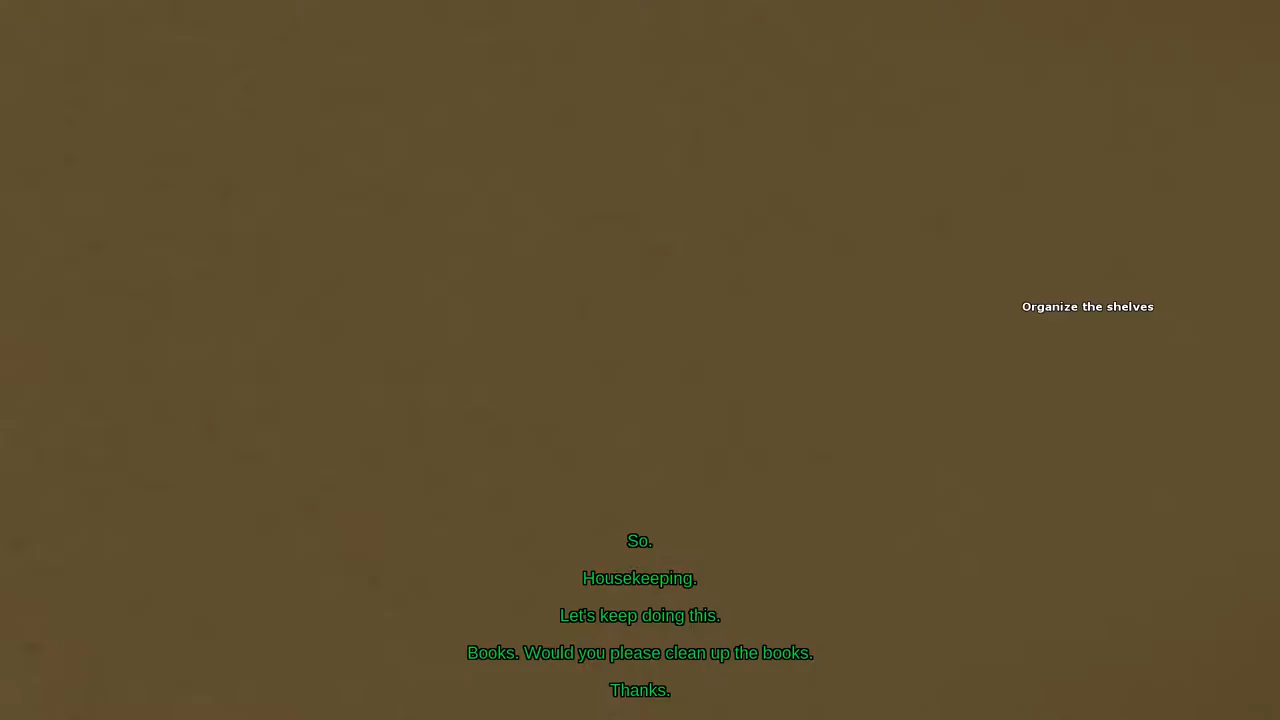 Organize the shelves
So.
Housekeeping.
Let's keep doing this.
Books. Would you please clean up the books.
Thanks.